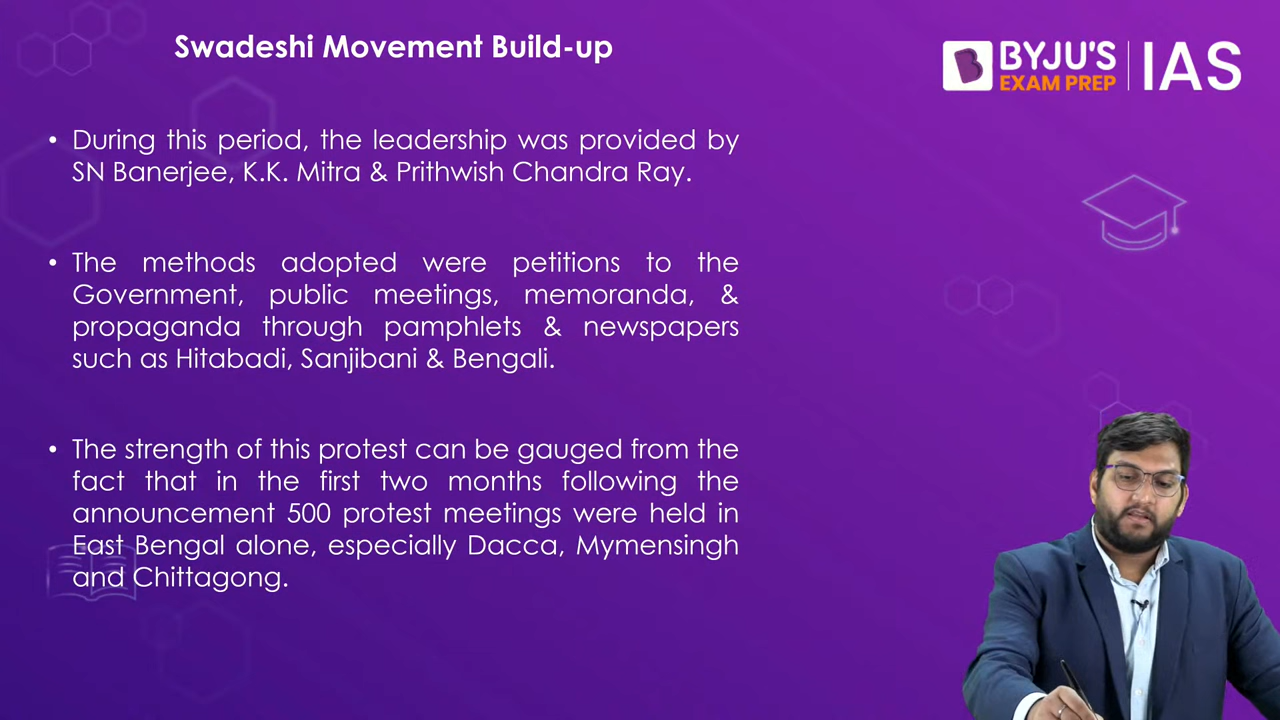 Swadeshi Movement Build-up
BYJU'S
EXAM PREP
IAS
• During this period, the leadership was provided by
SN Banerjee, K.K. Mitra & Prithwish Chandra Ray.
• The methods adopted were petitions to the
Government, public meetings, memoranda, &
propaganda through pamphlets & newspapers
such as Hitabadi, Sanjibani & Bengali.
• The strength of this protest can be gauged from the
fact that in the first two months following the
announcement 500 protest meetings were held in
East Bengal alone, especially Dacca, Mymensingh
and Chittagong.